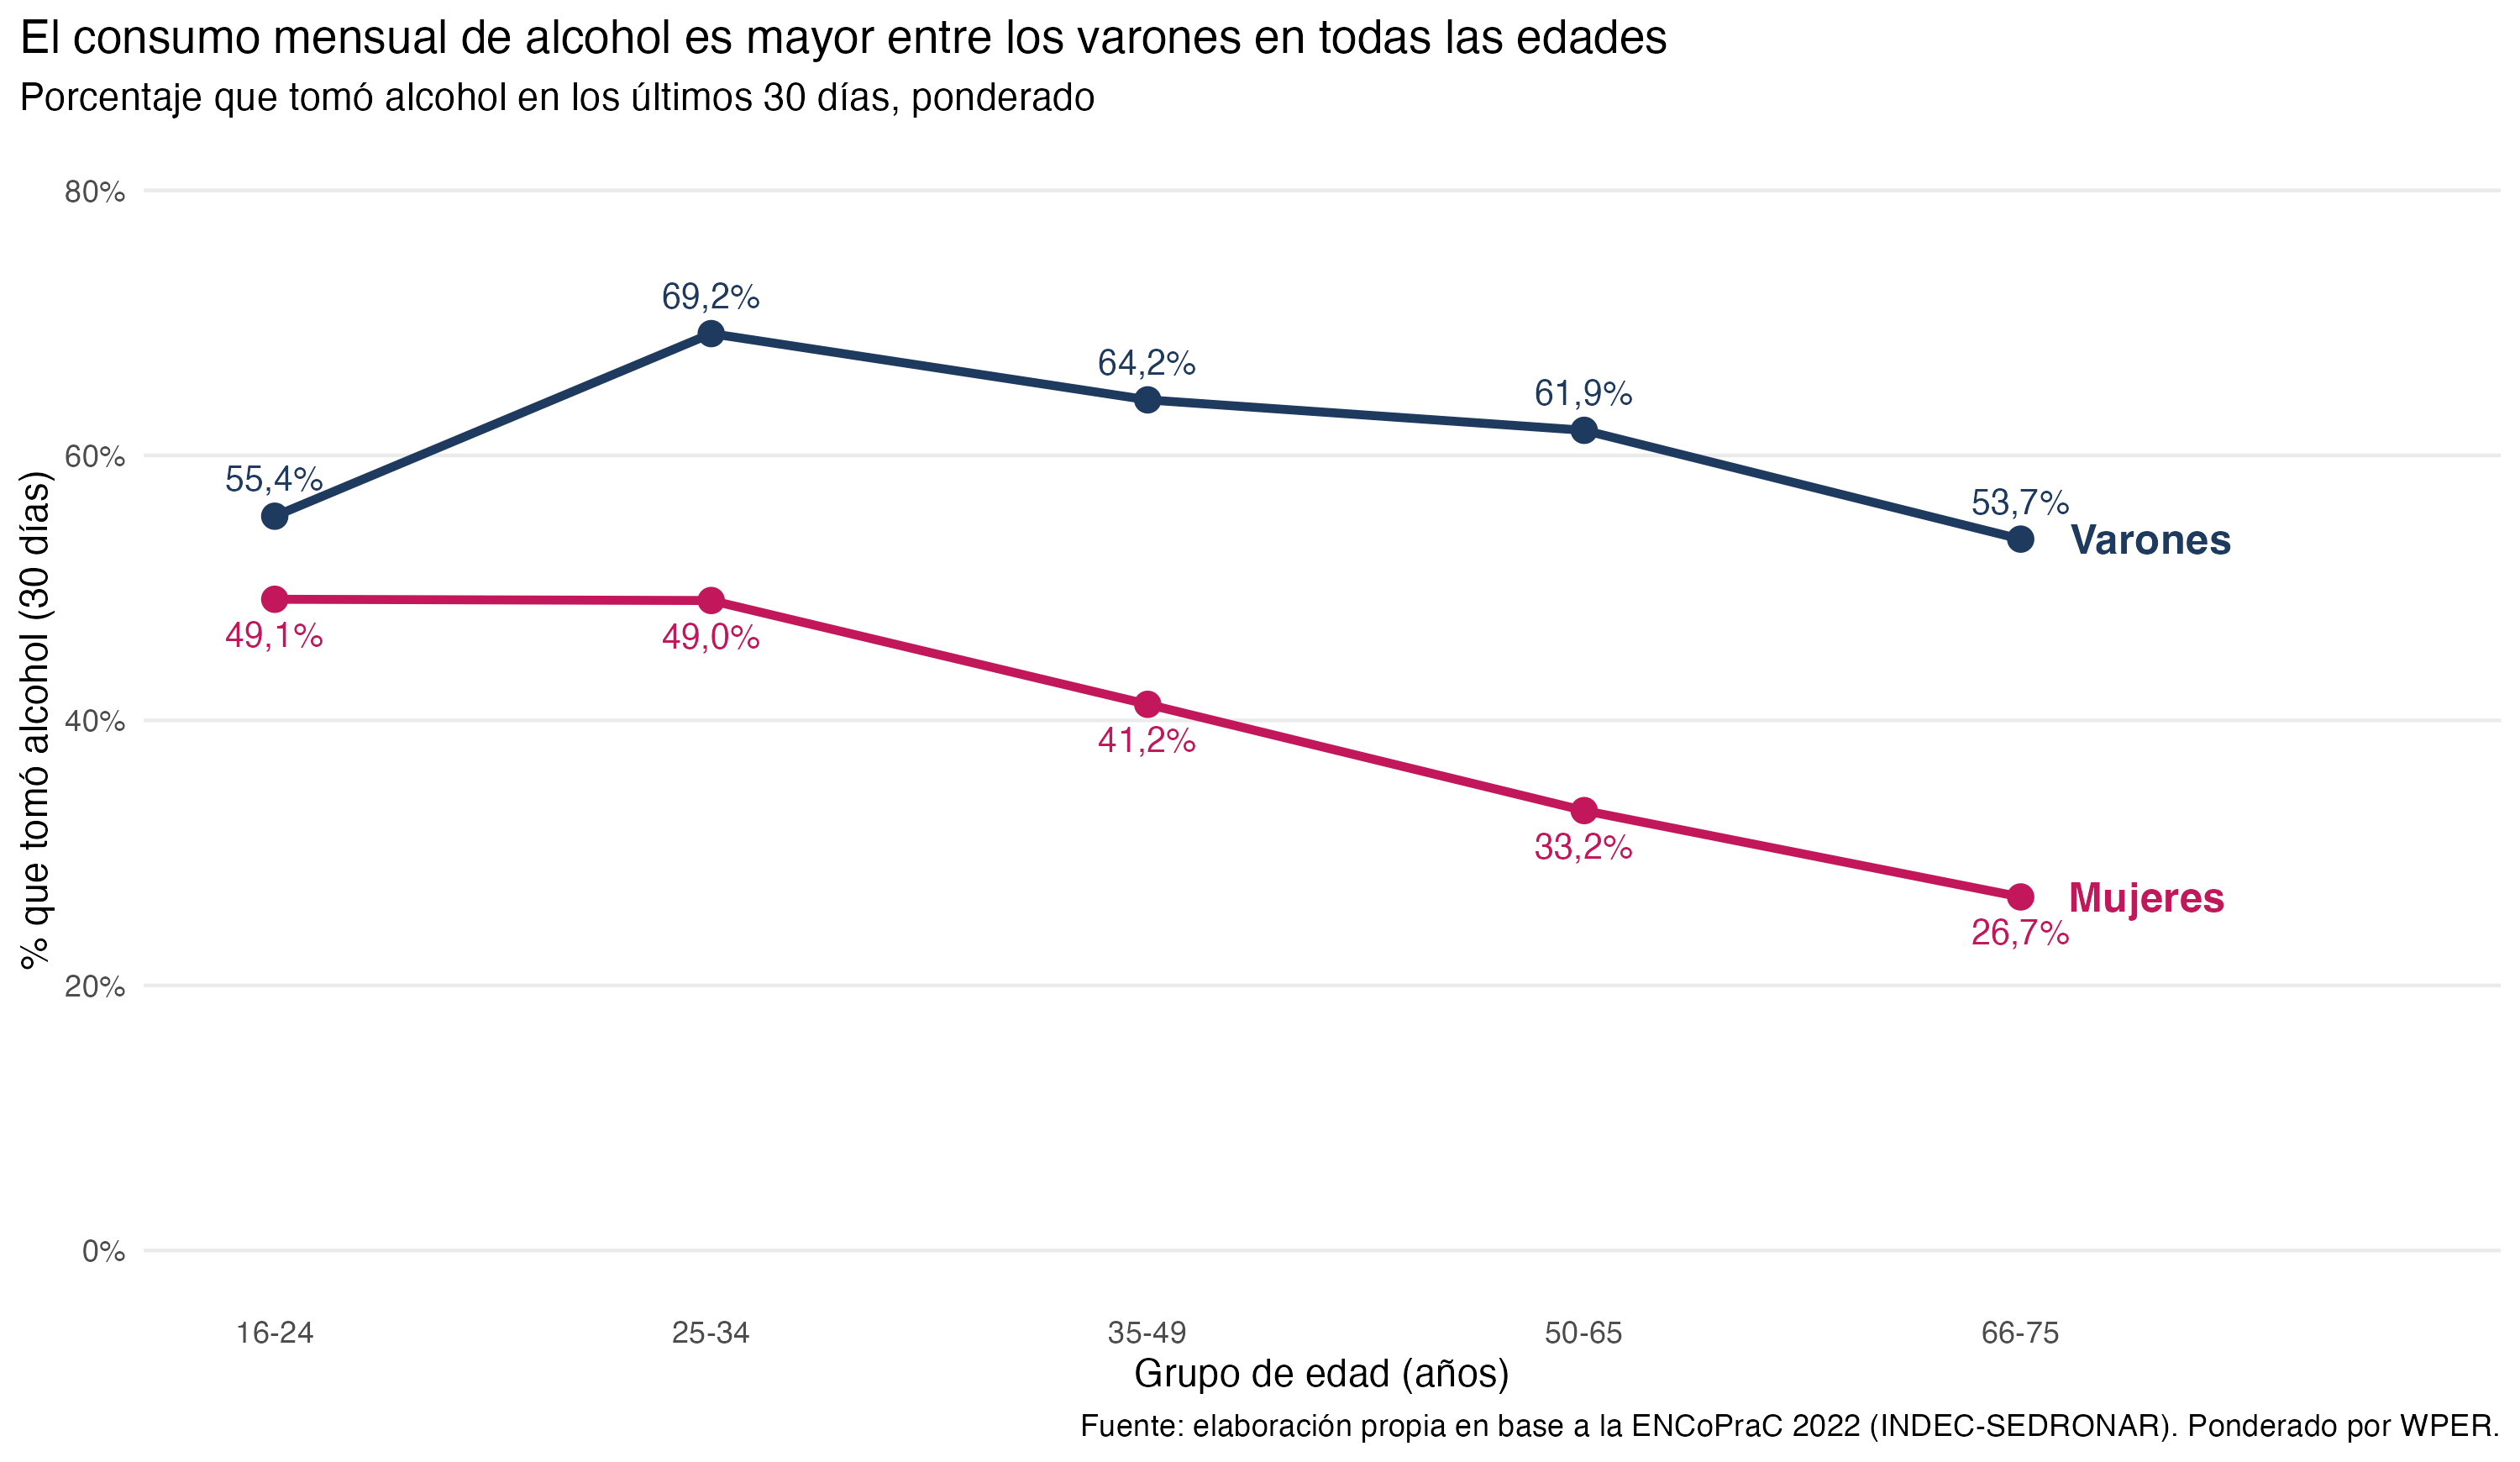 El consumo mensual de alcohol es mayor entre los varones en todas las edades
Porcentaje que tomó alcohol en los últimos 30 días, ponderado
% que tomó alcohol (30 días)
80%
60%
40%
20%
0%
55,4%
69,2%
64,2%
61,9%
53,7%
Varones
49,1%
49,0%
41,2%
33,2%
26,7%
Mujeres
16-24
25-34
35-49
50-65
66-75
Grupo de edad (años)
Fuente: elaboración propia en base a la ENCoPraC 2022 (INDEC-SEDRONAR). Ponderado por WPER.